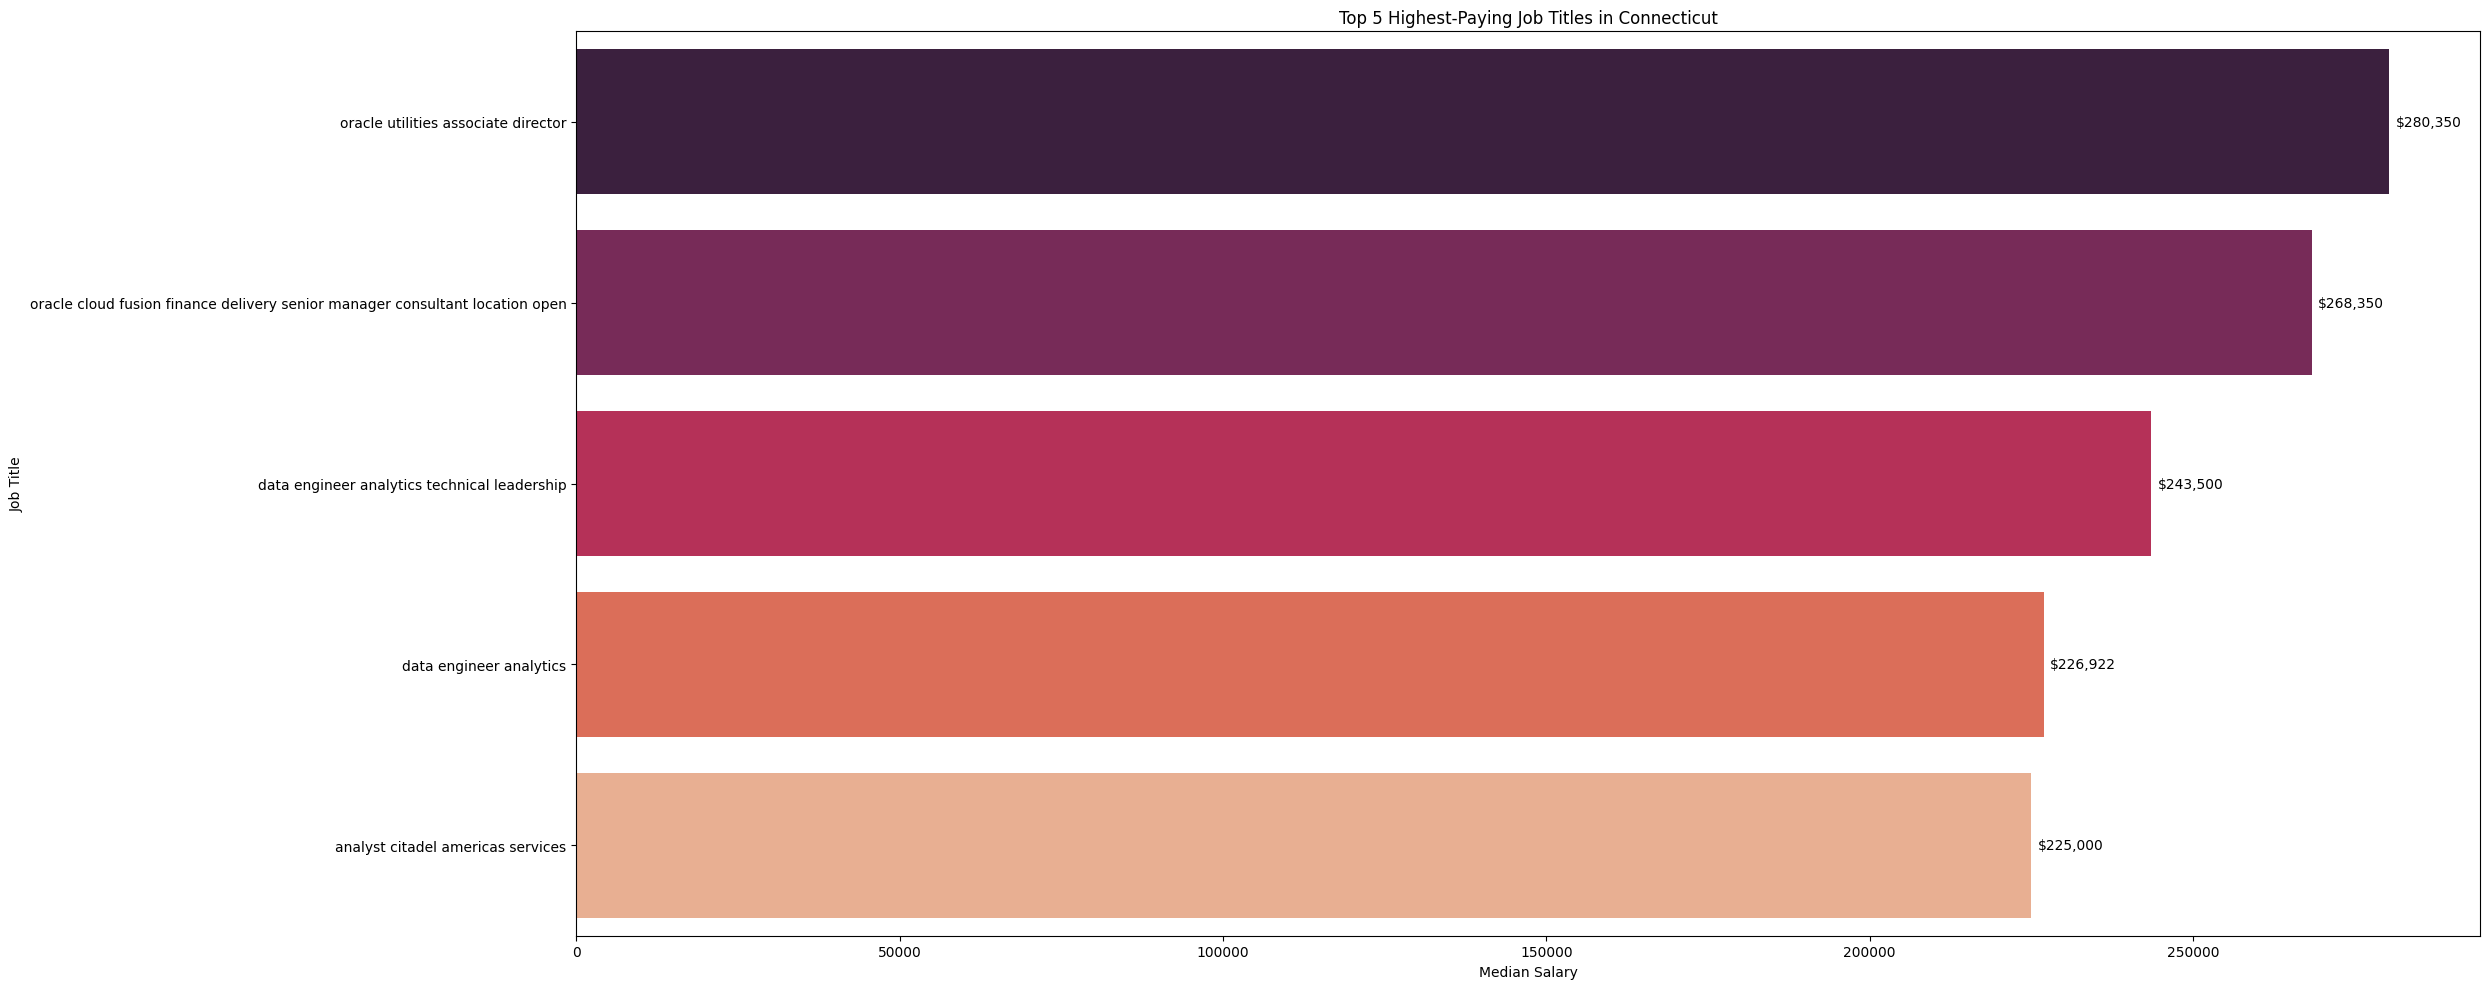 Top 5 Highest-Paying Job Titles in Connecticut
Job Title
oracle utilities associate director
$280,350
oracle cloud fusion finance delivery senior manager consultant location open
$268,350
data engineer analytics technical leadership
$243,500
data engineer analytics
$226,922
analyst citadel americas services
$225,000
0 50000 100000 150000 200000 250000
Median Salary